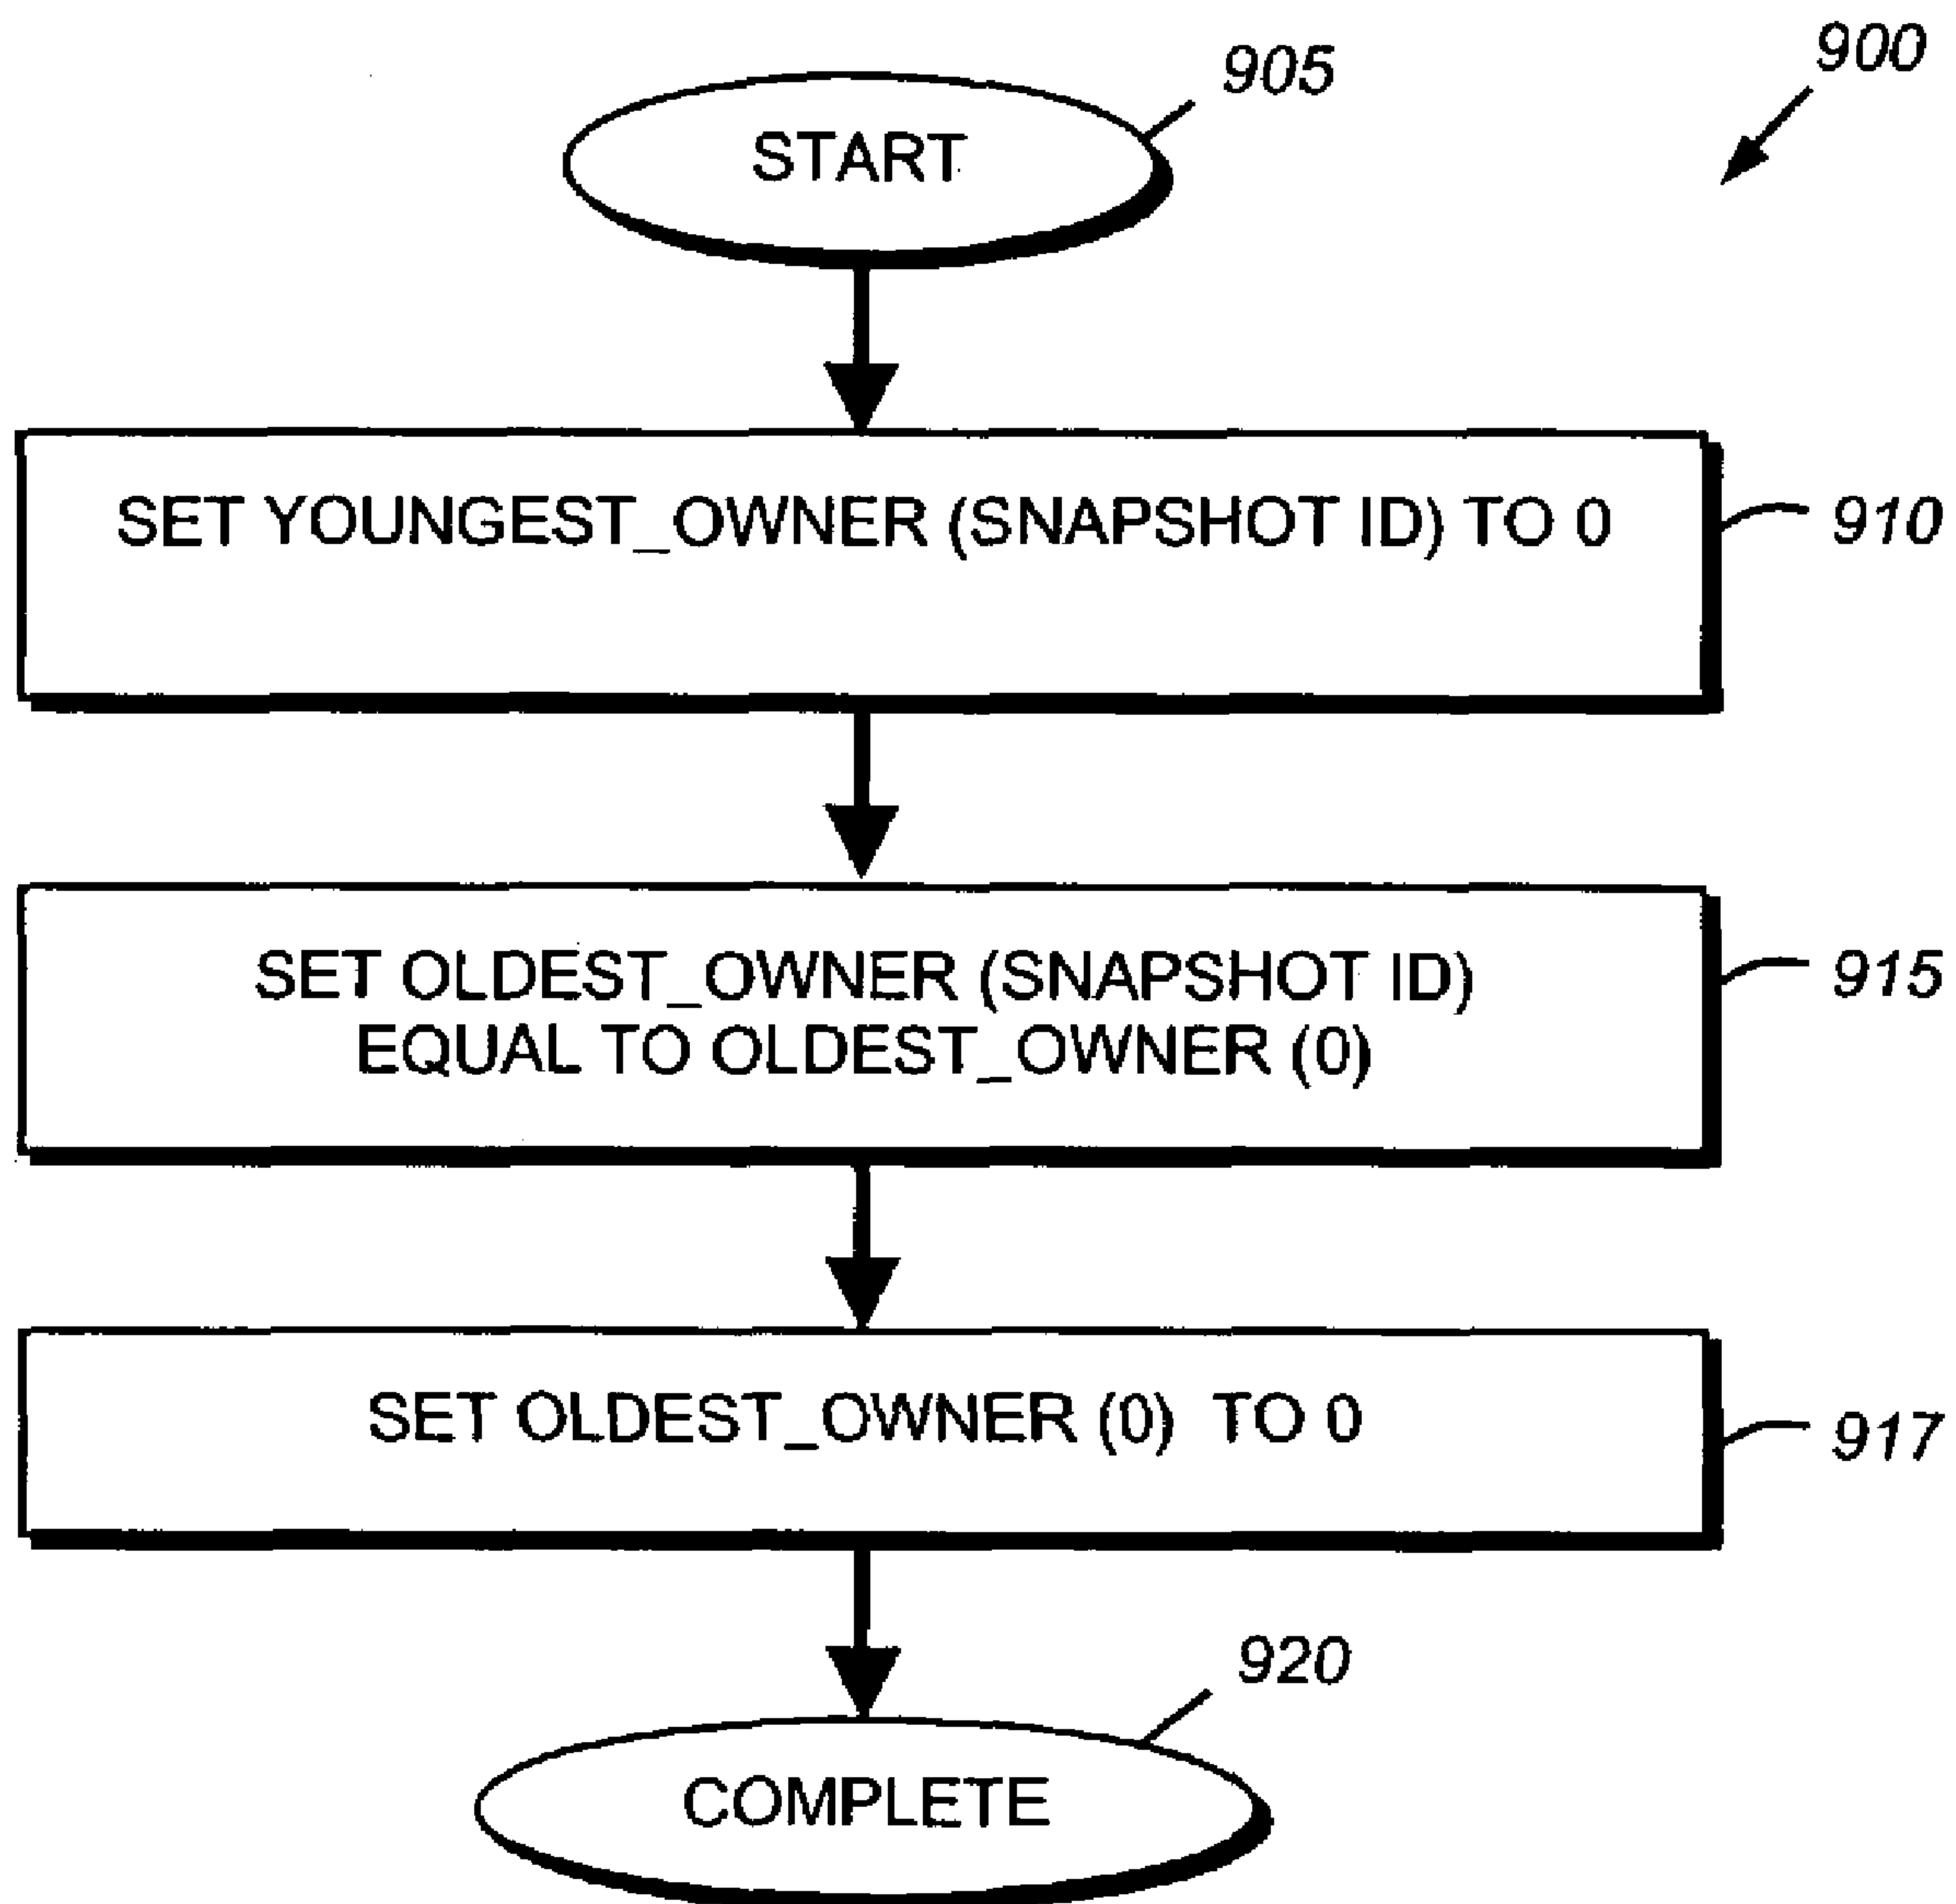 900
905
START
SET YOUNGEST_OWNER (SNAPSHOT ID) TO 0
910
SET OLDEST_OWNER (SNAPSHOT ID)
EQUAL TO OLDEST_OWNER (0)
915
SET OLDEST_OWNER (0) TO 0
917
920
COMPLETE